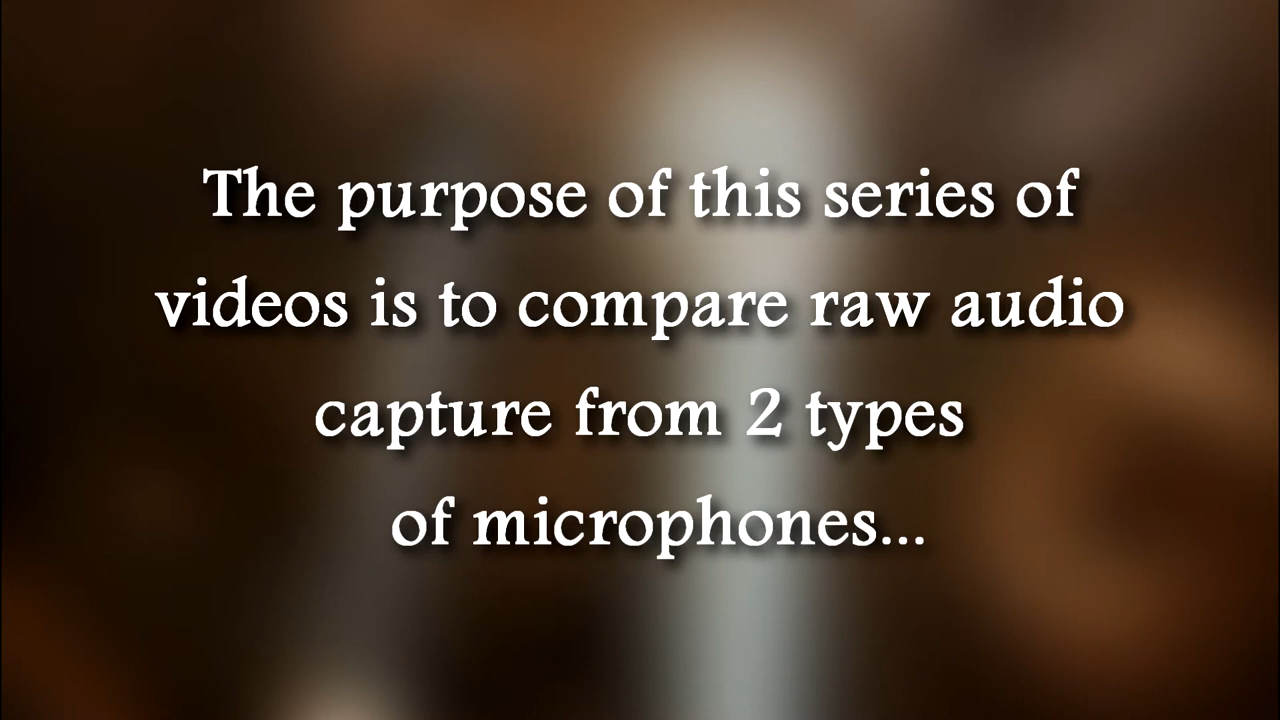 The purpose of this series of
videos is to compare raw audio
capture from 2 types
of microphones...